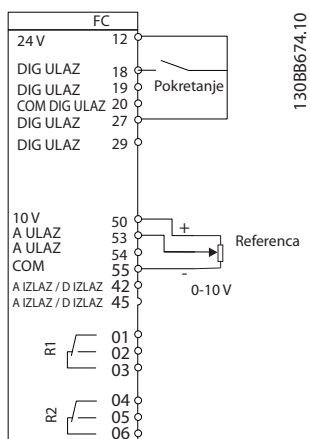 FC
24 V 12
DIG ULAZ 18
DIG ULAZ 19
Pokretanje
COM DIG ULAZ 20
DIG ULAZ 27
DIG ULAZ 29
10 V 50
+
A ULAZ 53
Referenca
A ULAZ 54
COM 55
-
A IZLAZ / D IZLAZ 42
0-10 V
A IZLAZ / D IZLAZ 45
R1
01
02
03
R2
04
05
06
130BB674.10